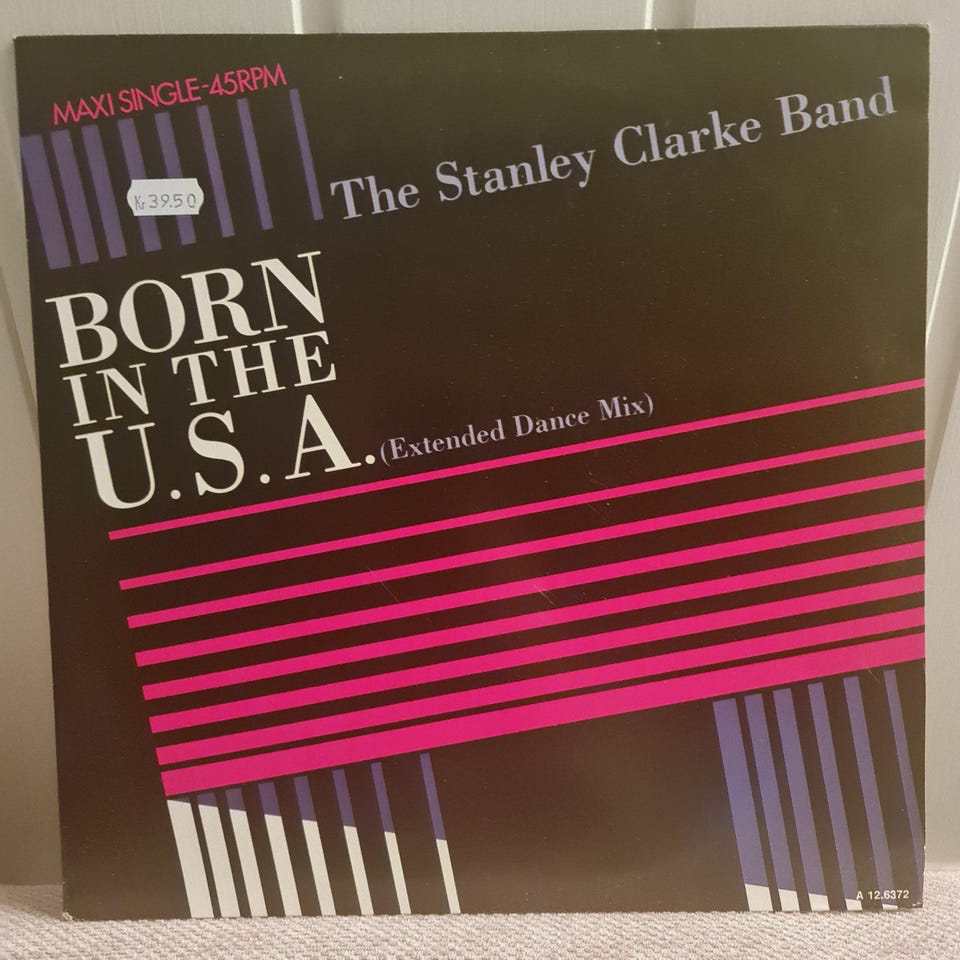 MAXI SINGLE-45RPM
The Stanley Clarke Band
Kr 39.50
BORN
IN THE
U.S.A.
(Extended Dance Mix)
A 12.6372